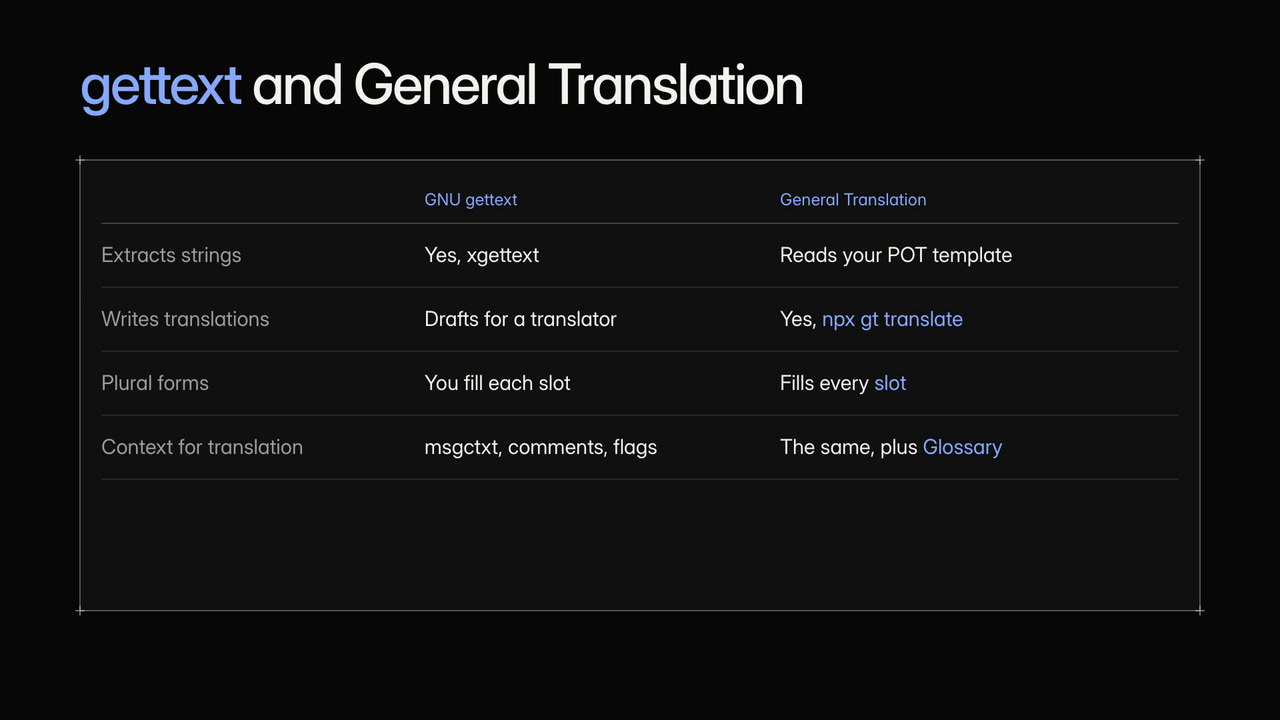 gettext and General Translation
GNU gettext General Translation
Extracts strings Yes, xgettext Reads your POT template
Writes translations Drafts for a translator Yes, npx gt translate
Plural forms You fill each slot Fills every slot
Context for translation msgctxt, comments, flags The same, plus Glossary